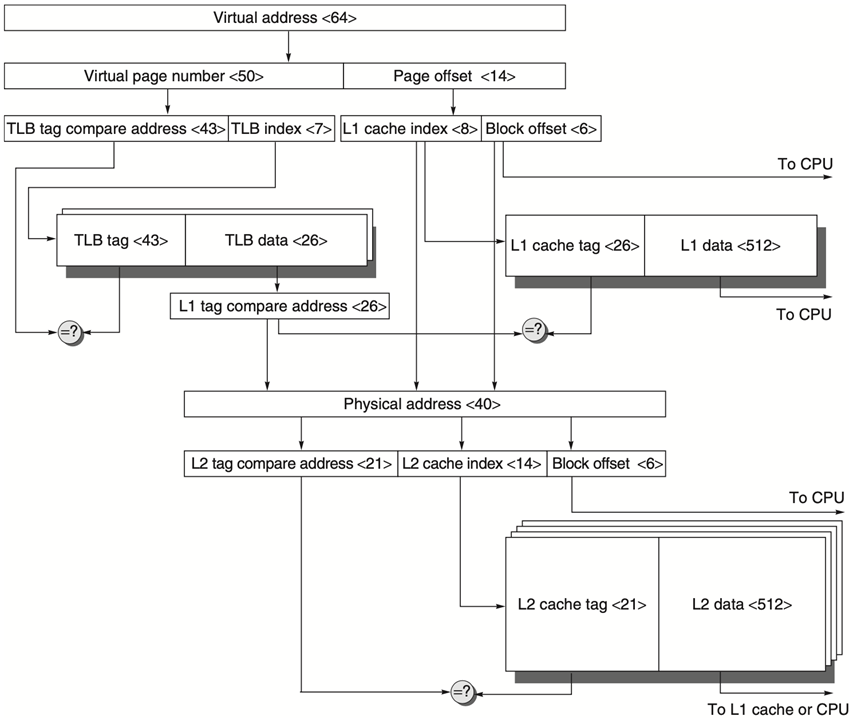 Virtual address <64>
Virtual page number <50>
Page offset <14>
TLB tag compare address <43>
TLB index <7>
L1 cache index <8>
Block offset <6>
To CPU
TLB tag <43>
TLB data <26>
L1 cache tag <26>
L1 data <512>
L1 tag compare address <26>
To CPU
=?
=?
Physical address <40>
L2 tag compare address <21>
L2 cache index <14>
Block offset <6>
To CPU
L2 cache tag <21>
L2 data <512>
=?
To L1 cache or CPU